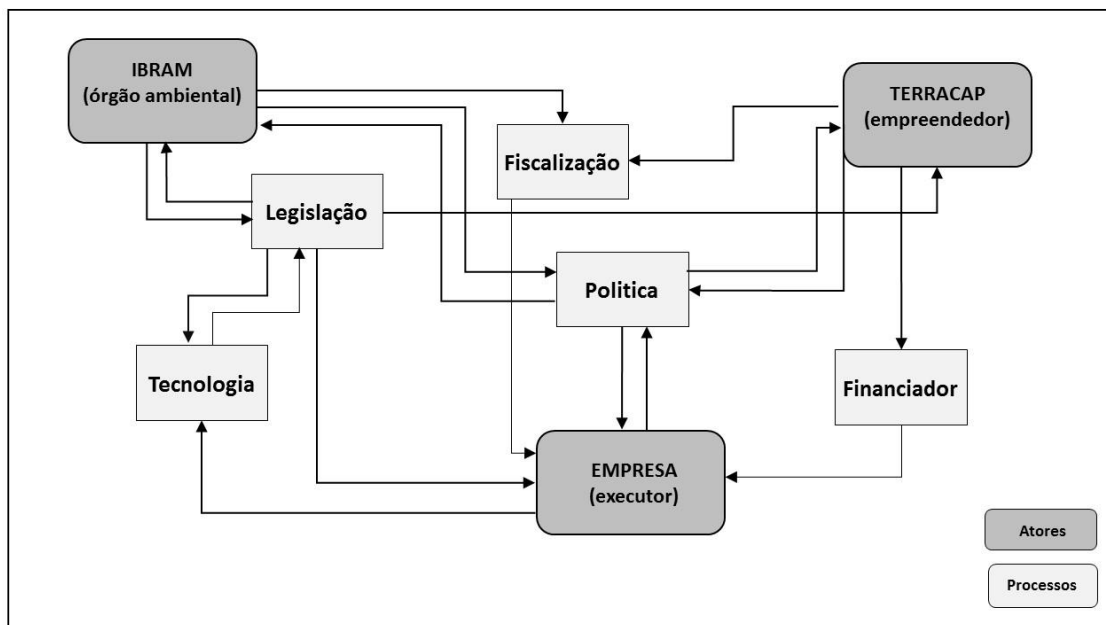 IBRAM
(órgão ambiental)
TERRACAP
(empreendedor)
Fiscalização
Legislação
Politica
Tecnologia
Financiador
EMPRESA
(executor)
Atores
Processos